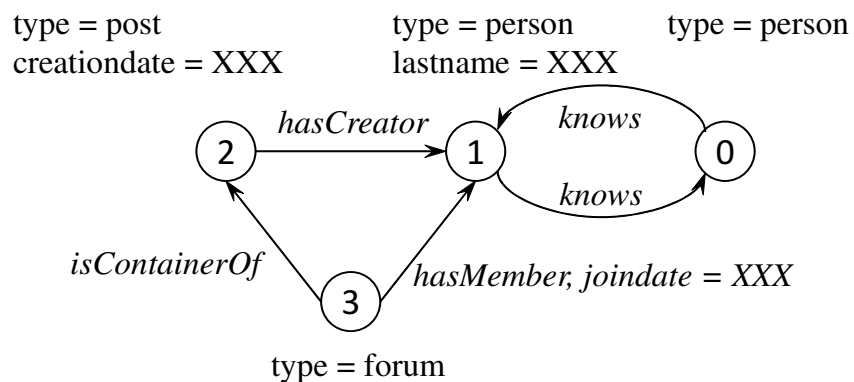 type = post
creationdate = XXX
type = person
lastname = XXX
type = person
hasCreator
knows
2
1
0
knows
isContainerOf
hasMember, joindate = XXX
3
type = forum